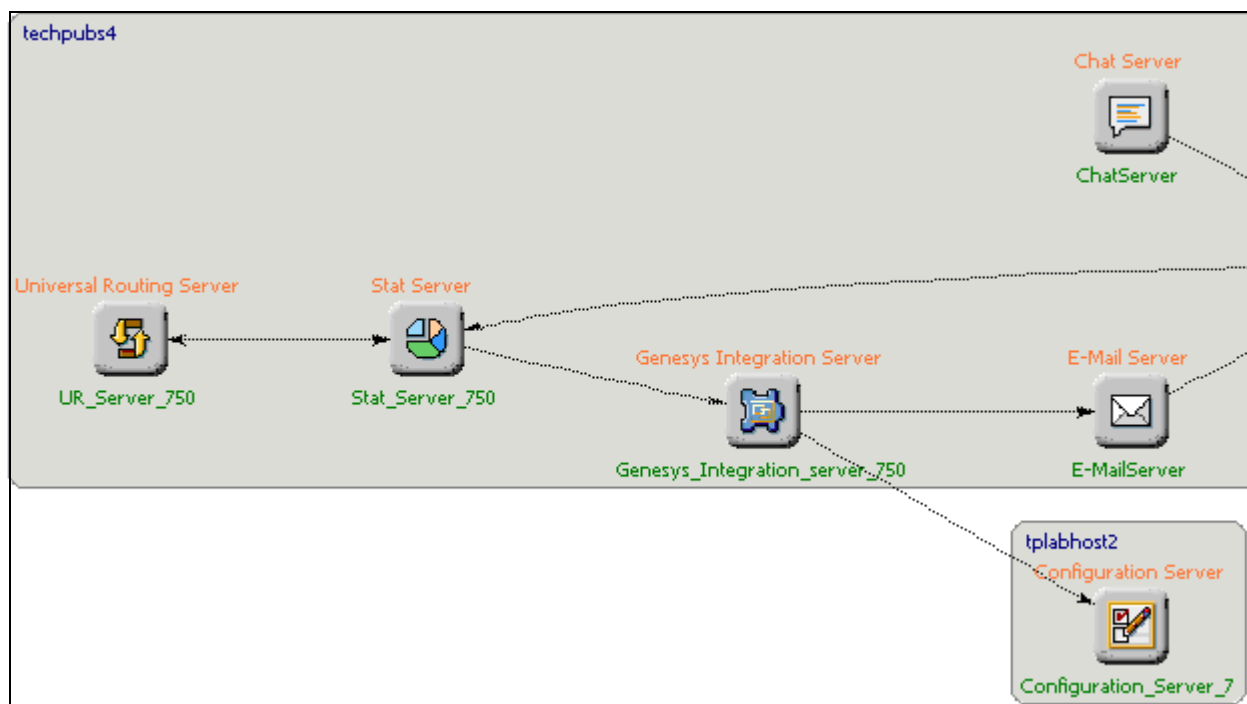 techpubs4
Chat Server
ChatServer
Universal Routing Server
UR_Server_750
Stat Server
Stat_Server_750
Genesys Integration Server
Genesys_Integration_server_750
E-Mail Server
E-MailServer
tplabhost2
Configuration Server
Configuration_Server_7